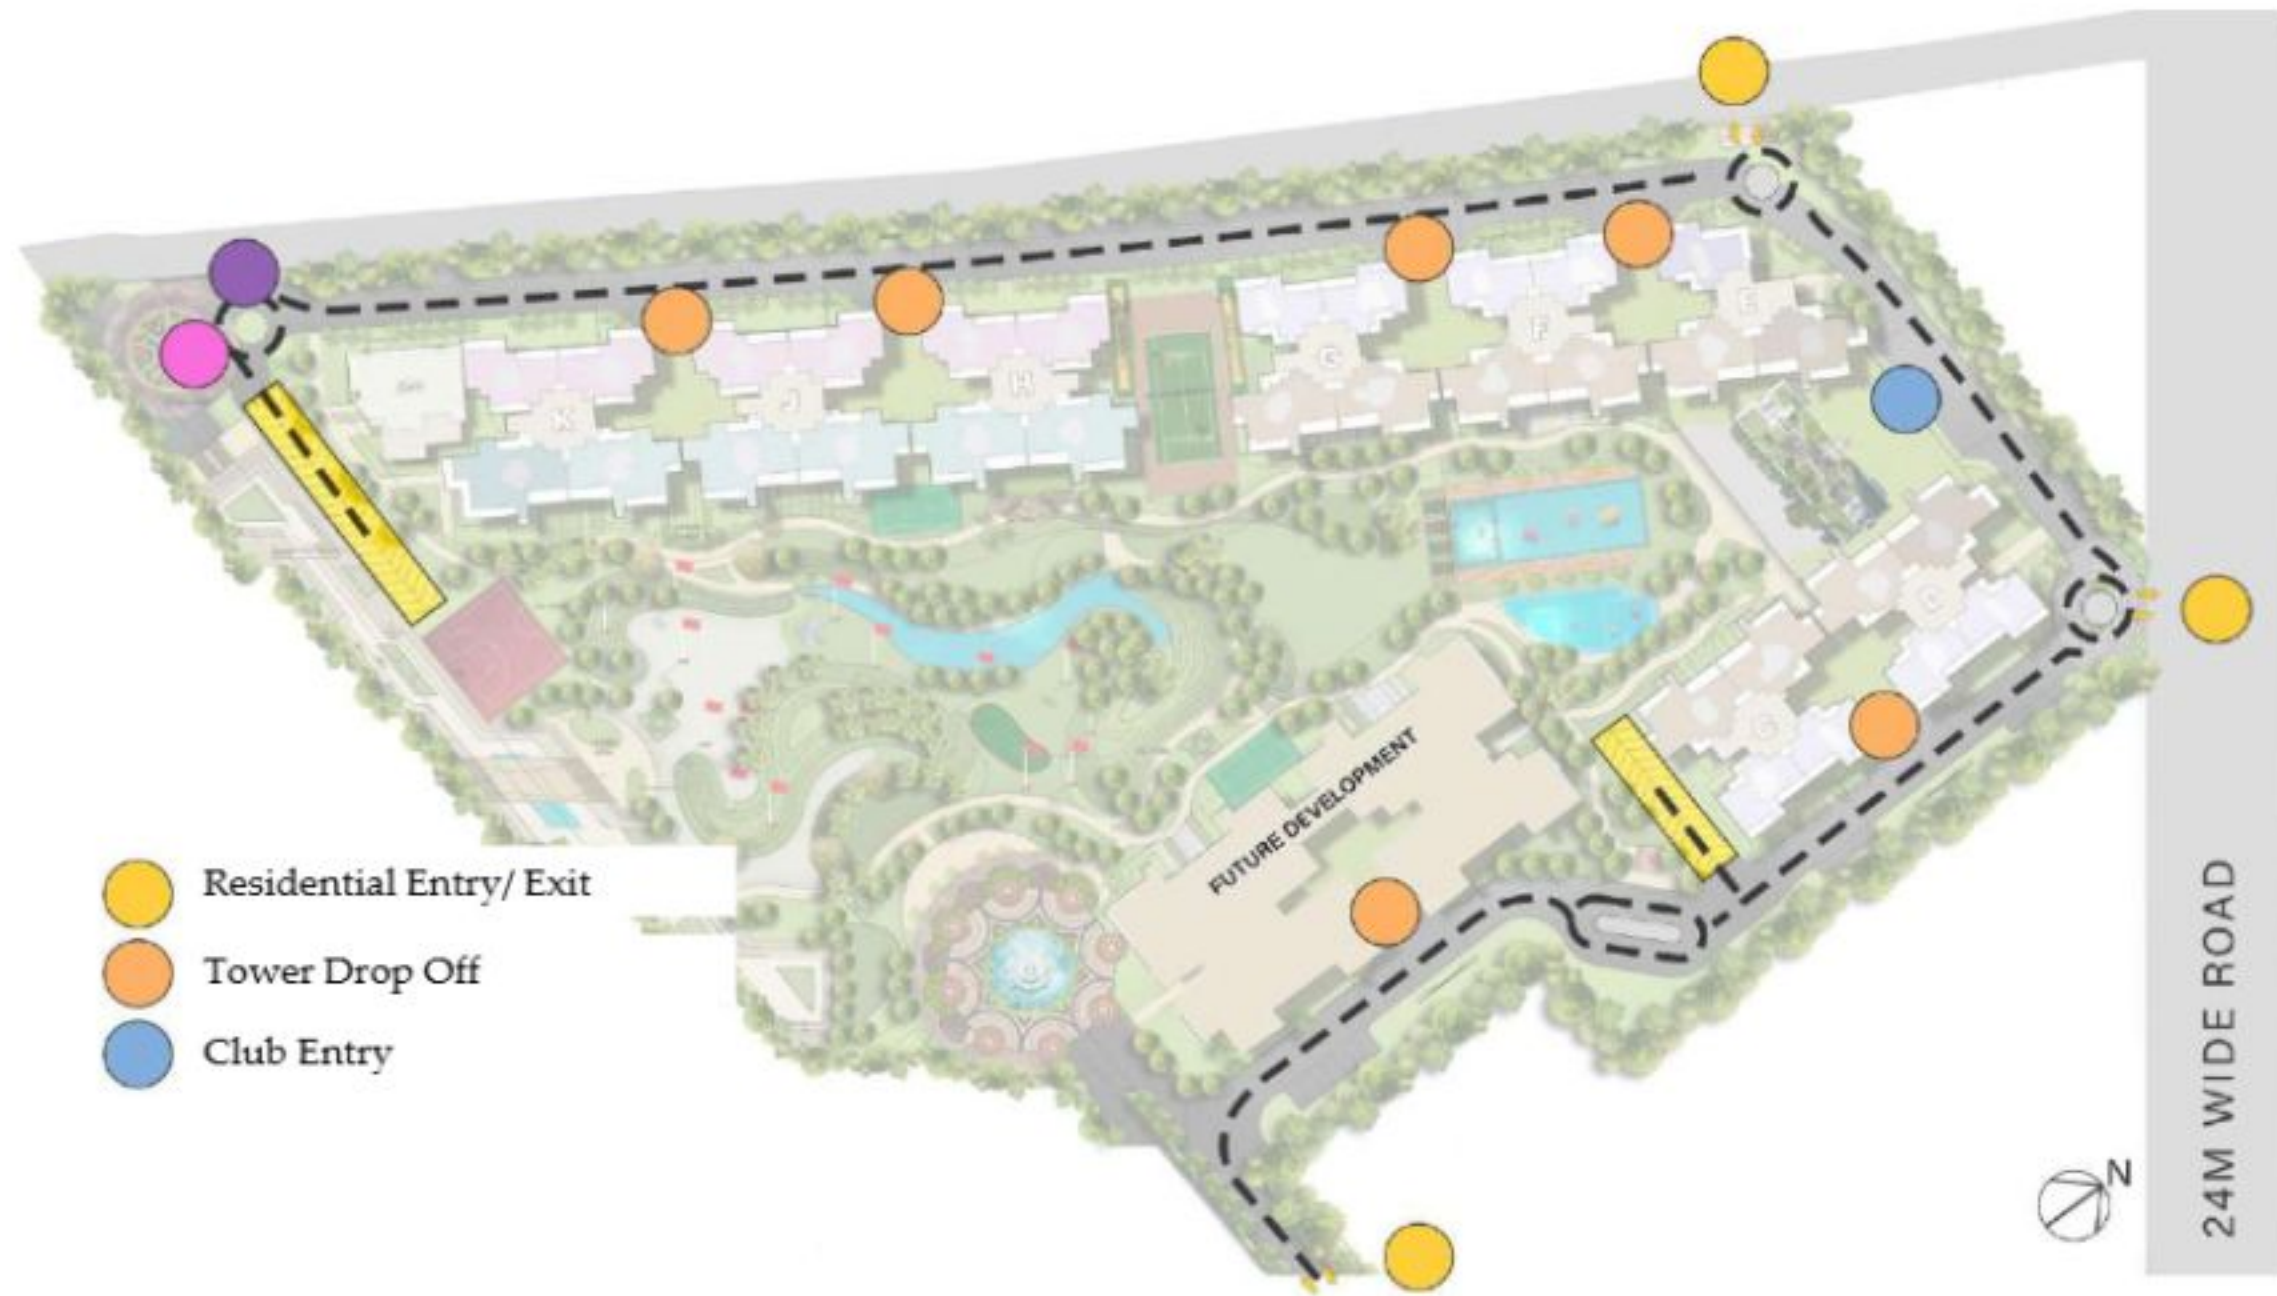 E
F
G
H
J
K
C
FUTURE DEVELOPMENT
Residential Entry/ Exit
Tower Drop Off
Club Entry
24M WIDE ROAD
N